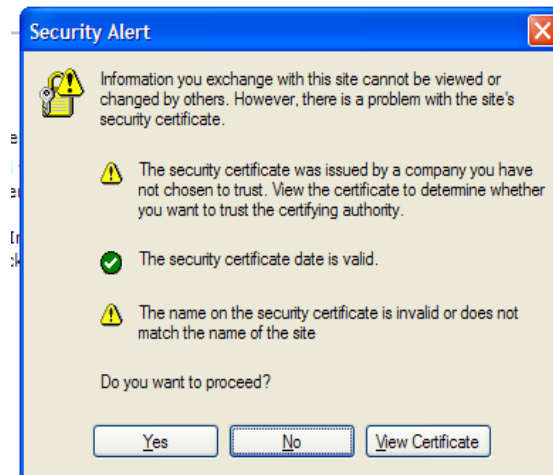 Security Alert
Information you exchange with this site cannot be viewed or
changed by others. However, there is a problem with the site's
security certificate.
The security certificate was issued by a company you have
not chosen to trust. View the certificate to determine whether
you want to trust the certifying authority.
The security certificate date is valid.
The name on the security certificate is invalid or does not
match the name of the site
Do you want to proceed?
Yes No View Certificate